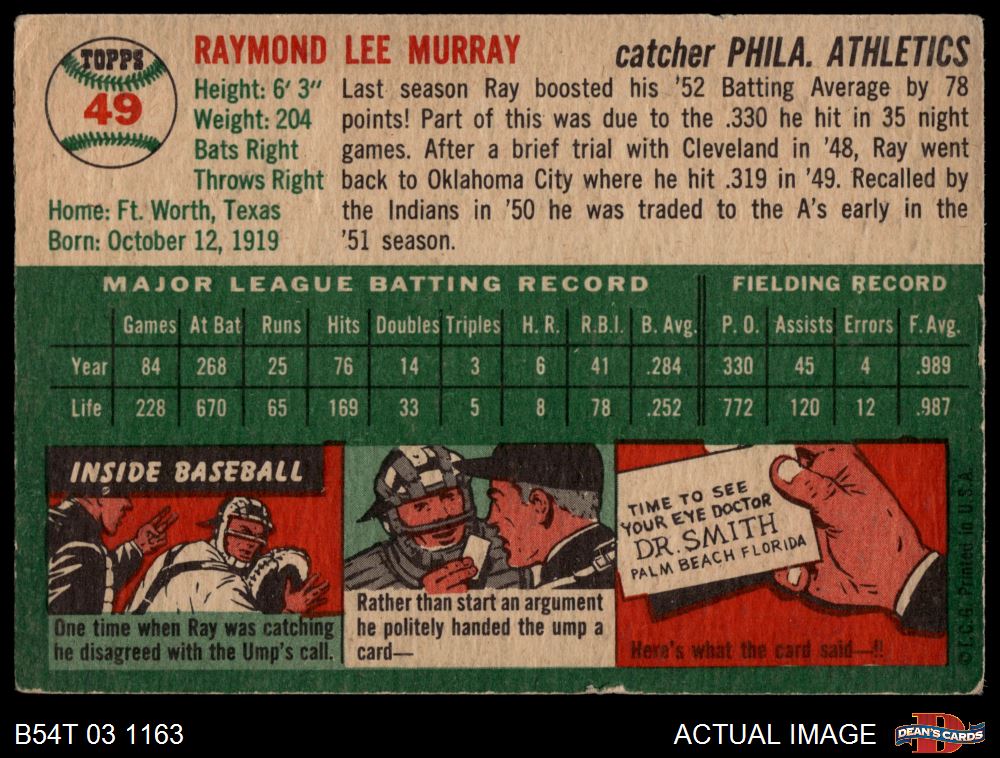 TOPPS
49
RAYMOND LEE MURRAY
catcher PHILA. ATHLETICS
Height: 6' 3"
Weight: 204
Bats Right
Throws Right
Home: Ft. Worth, Texas
Born: October 12, 1919
Last season Ray boosted his '52 Batting Average by 78
points! Part of this was due to the .330 he hit in 35 night
games. After a brief trial with Cleveland in '48, Ray went
back to Oklahoma City where he hit .319 in '49. Recalled by
the Indians in '50 he was traded to the A's early in the
'51 season.
MAJOR LEAGUE BATTING RECORD
FIELDING RECORD
Games At Bat Runs Hits Doubles Triples H. R. R.B.I. B. Avg. P. O. Assists Errors F. Avg.
Year 84 268 25 76 14 3 6 41 .284 330 45 4 .989
Life 228 670 65 169 33 5 8 78 .252 772 120 12 .987
INSIDE BASEBALL
One time when Ray was catching
he disagreed with the Ump's call.
Rather than start an argument
he politely handed the ump a
card—
TIME TO SEE
YOUR EYE DOCTOR
DR. SMITH
PALM BEACH FLORIDA
Here's what the card said—!!
© T.C.G. Printed in U.S.A.
B54T 03 1163
ACTUAL IMAGE
DEAN'S CARDS